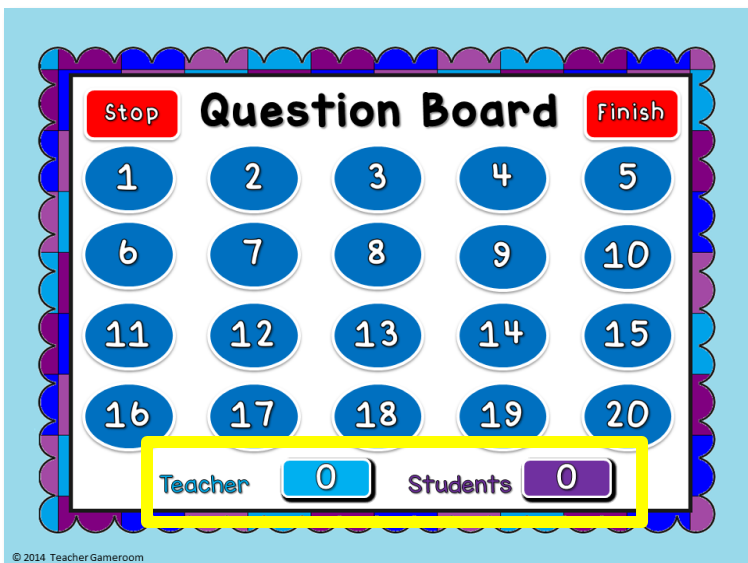 Stop Question Board Finish
1 2 3 4 5
6 7 8 9 10
11 12 13 14 15
16 17 18 19 20
Teacher 0 Students 0
© 2014 Teacher Gameroom